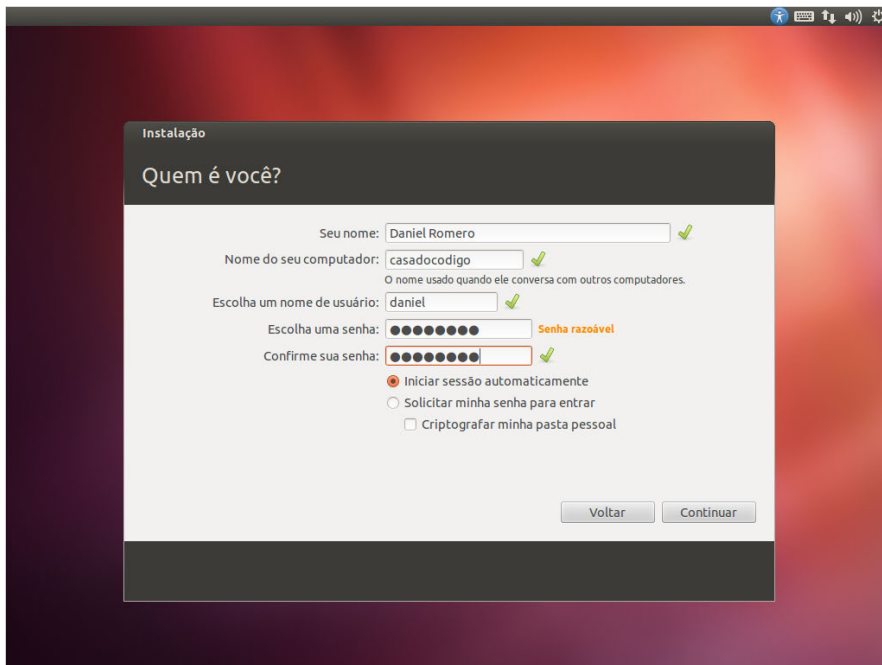 Instalação
Quem é você?
Seu nome: Daniel Romero
Nome do seu computador: casadocodigo
O nome usado quando ele conversa com outros computadores.
Escolha um nome de usuário: daniel
Escolha uma senha: ●●●●●●●● Senha razoável
Confirme sua senha: ●●●●●●●●
Iniciar sessão automaticamente
Solicitar minha senha para entrar
Criptografar minha pasta pessoal
Voltar Continuar